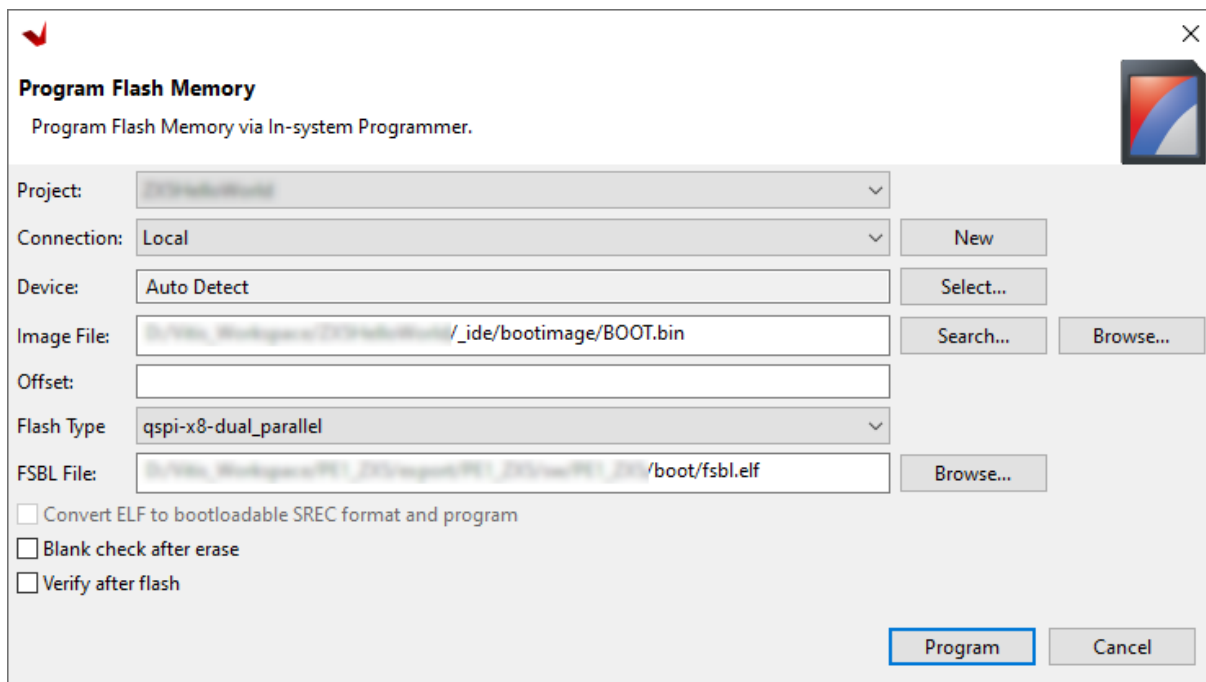 Program Flash Memory
Program Flash Memory via In-system Programmer.
Project:
Connection: Local New
Device: Auto Detect Select...
Image File: /_ide/bootimage/BOOT.bin Search... Browse...
Offset:
Flash Type qspi-x8-dual_parallel
FSBL File: /boot/fsbl.elf Browse...
Convert ELF to bootloadable SREC format and program
Blank check after erase
Verify after flash
Program Cancel